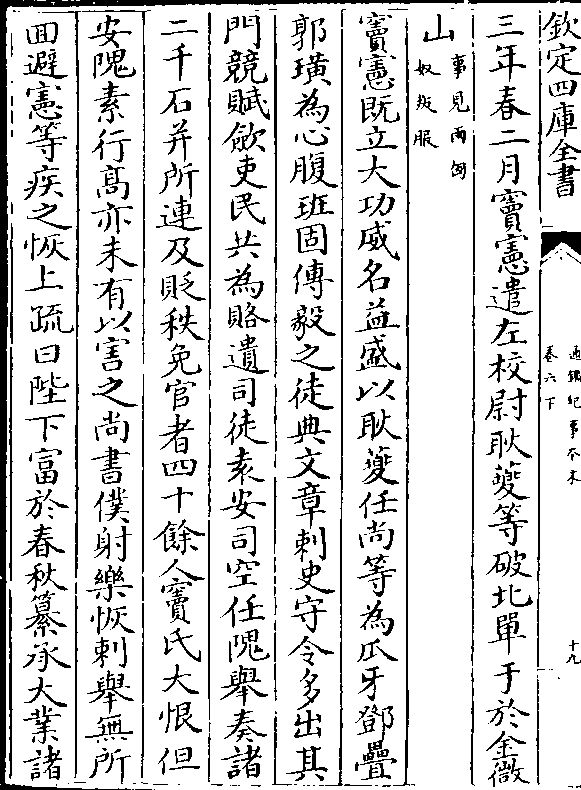 欽定四庫全書
通鑑紀事本末
卷六下
十九
三年春二月竇憲遣左校尉耿夔等破北單于於金微
山事見兩匈
奴叛服
竇憲既立大功威名益盛以耿夔任尚等為爪牙鄧疊
郭璜為心腹班固傅毅之徒典文章刺史守令多出其
門競賦歛吏民共為賂遺司徒袁安司空任隗舉奏諸
二千石并所連及貶秩免官者四十餘人竇氏大恨但
安隗素行髙亦未有以害之尚書僕射樂恢刺舉無所
回避憲等疾之恢上疏曰陛下富於春秋纂承大業諸